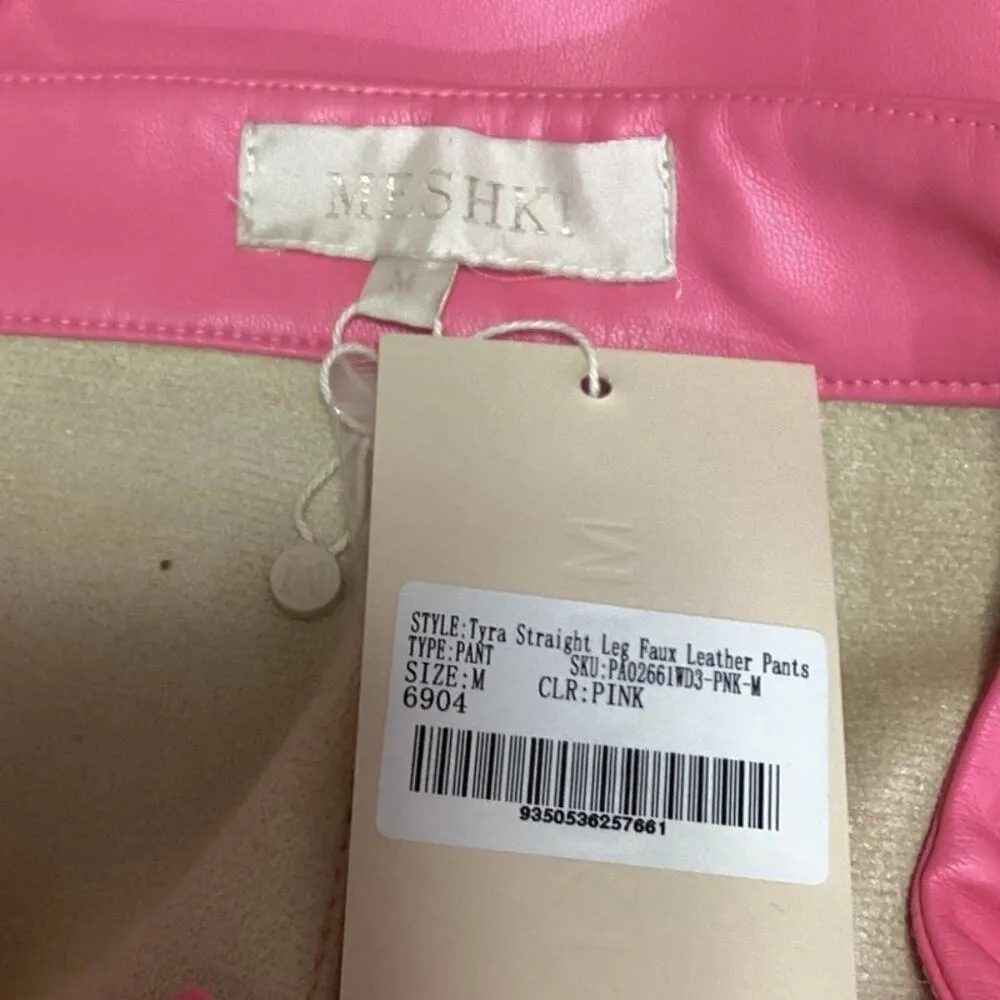 MESHKI
M
M
STYLE:Tyra Straight Leg Faux Leather Pants
TYPE:PANT SKU:PA02661WD3-PNK-M
SIZE:M CLR:PINK
6904
9350536257661